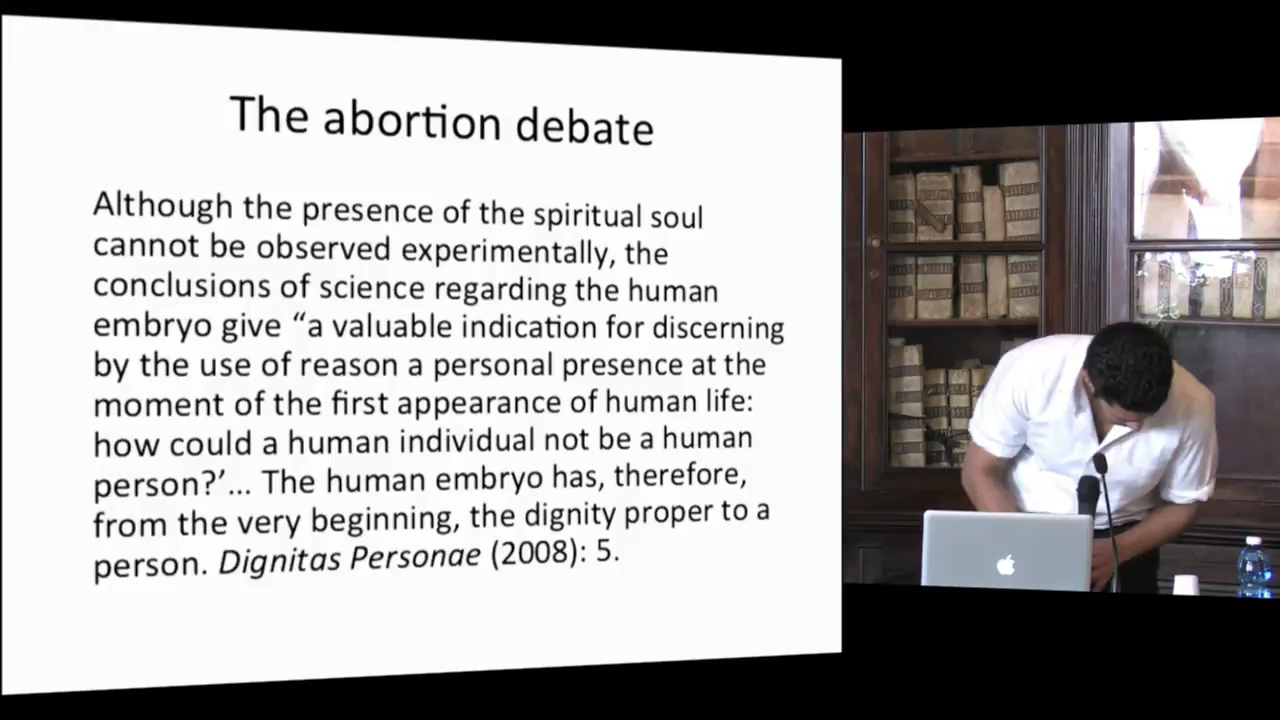 The abortion debate
Although the presence of the spiritual soul
cannot be observed experimentally, the
conclusions of science regarding the human
embryo give “a valuable indication for discerning
by the use of reason a personal presence at the
moment of the first appearance of human life:
how could a human individual not be a human
person?’... The human embryo has, therefore,
from the very beginning, the dignity proper to a
person. Dignitas Personae (2008): 5.